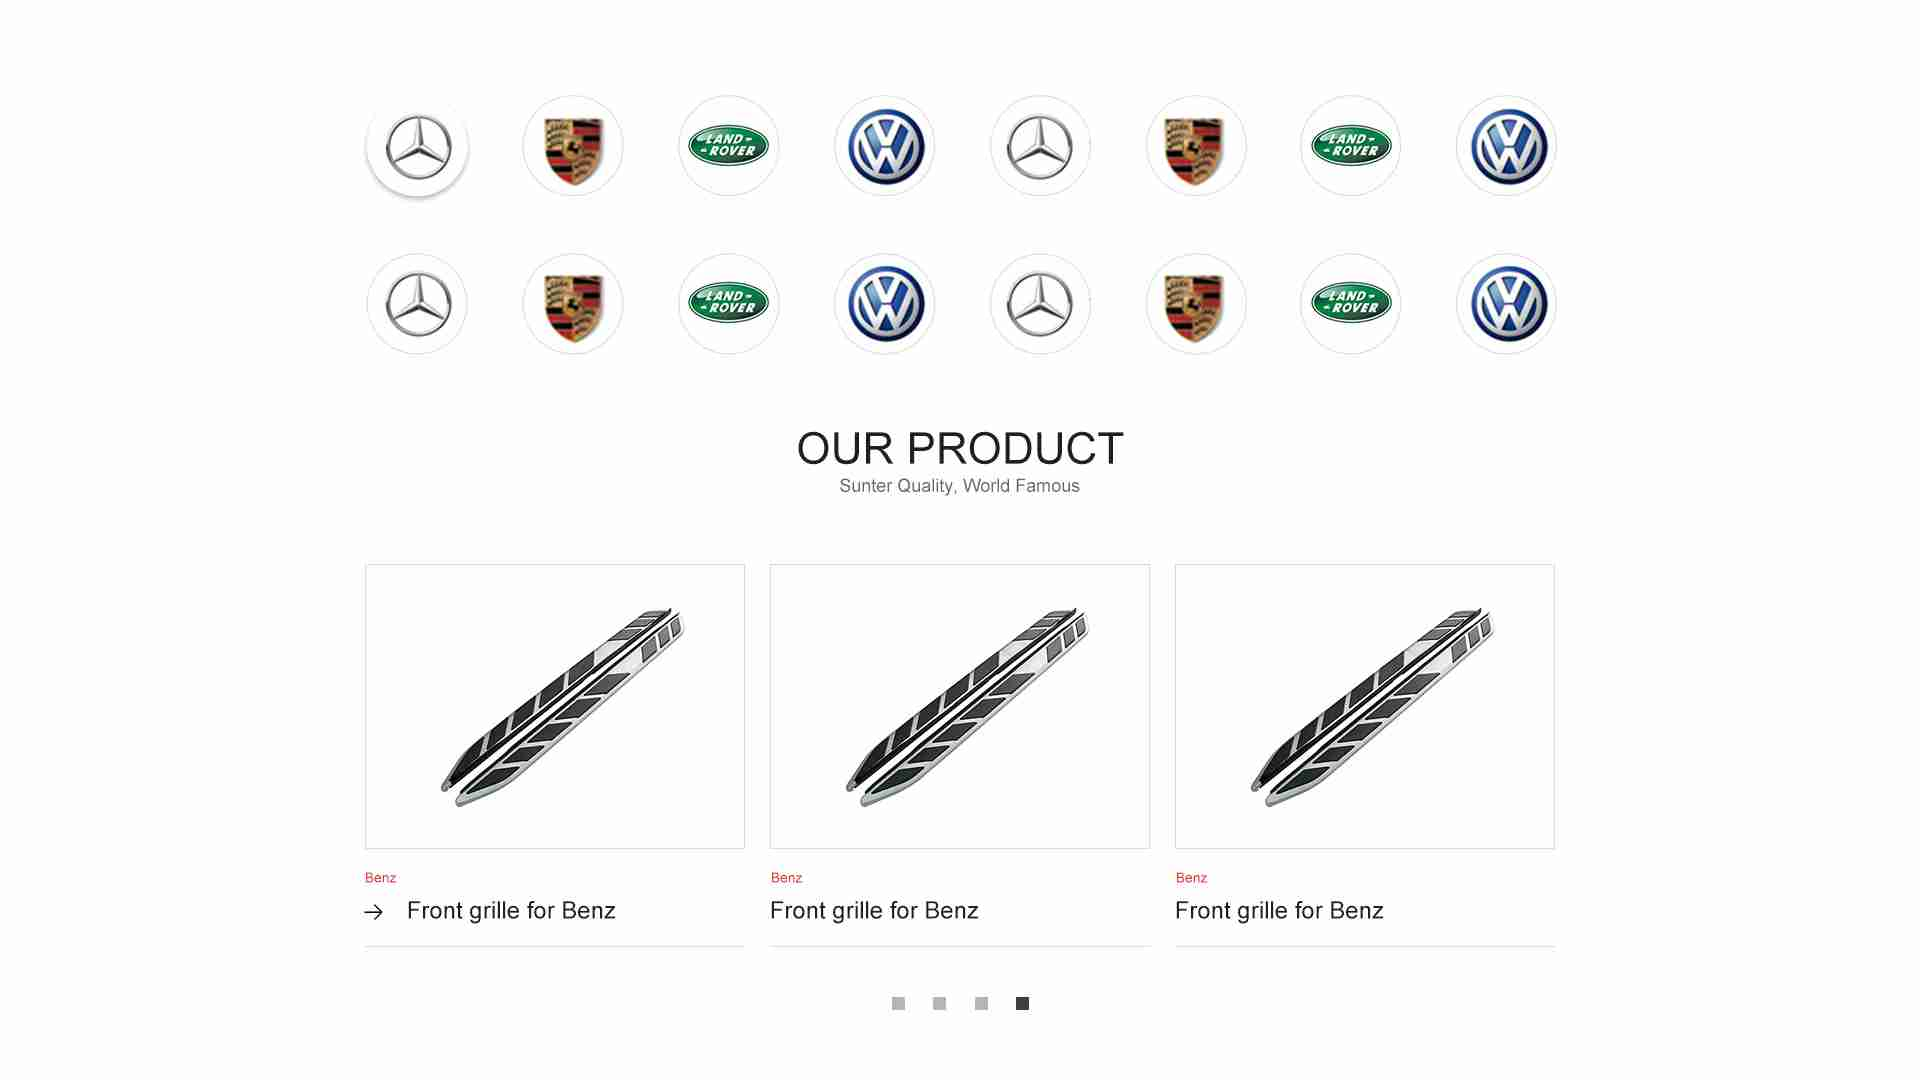 LAND-
-ROVER
LAND-
-ROVER
LAND-
-ROVER
LAND-
-ROVER
OUR PRODUCT
Sunter Quality, World Famous
Benz
Benz
Benz
Front grille for Benz
Front grille for Benz
Front grille for Benz